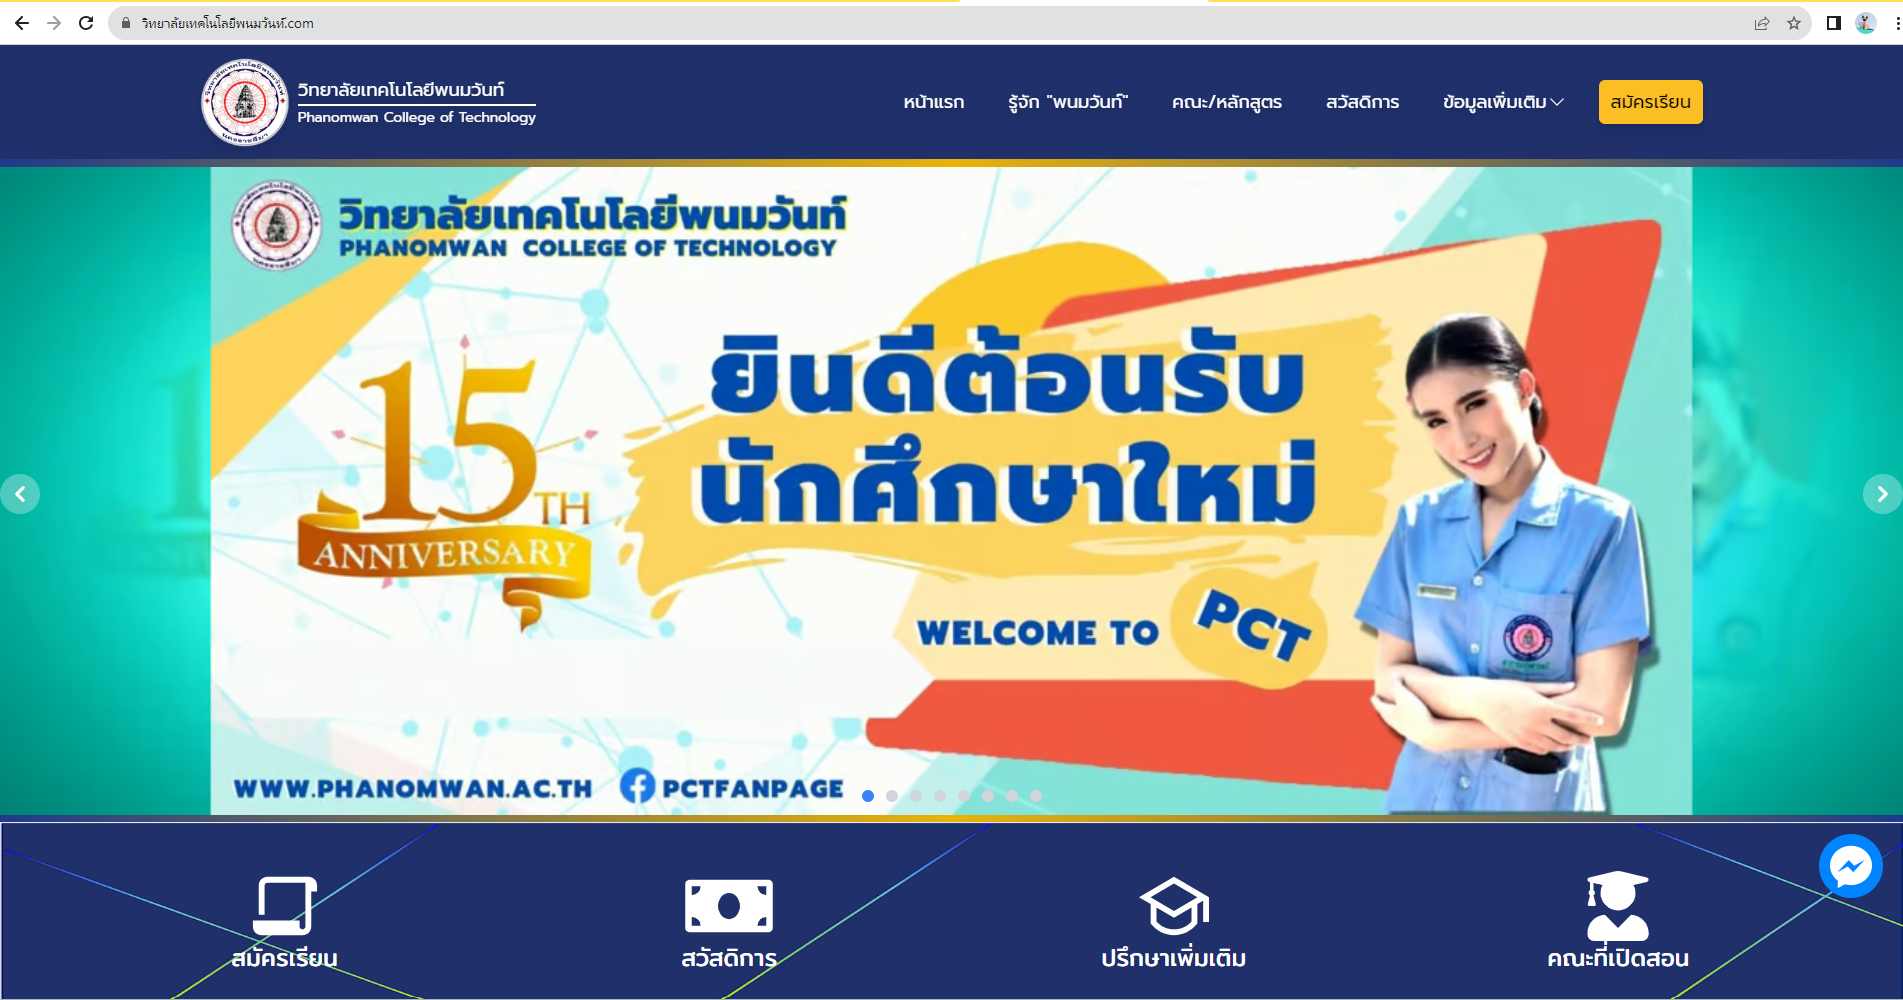 วิทยาลัยเทคโนโลยีพนมวันท์.com
วิทยาลัยเทคโนโลยีพนมวันท์
Phanomwan College of Technology
หน้าแรก
รู้จัก "พนมวันท์"
คณะ/หลักสูตร
สวัสดิการ
ข้อมูลเพิ่มเติม
สมัครเรียน
วิทยาลัยเทคโนโลยีพนมวันท์
PHANOMWAN COLLEGE OF TECHNOLOGY
15TH
ANNIVERSARY
ยินดีต้อนรับ
นักศึกษาใหม่
WELCOME TO PCT
WWW.PHANOMWAN.AC.TH
PCTFANPAGE
สมัครเรียน
สวัสดิการ
ปรึกษาเพิ่มเติม
คณะที่เปิดสอน